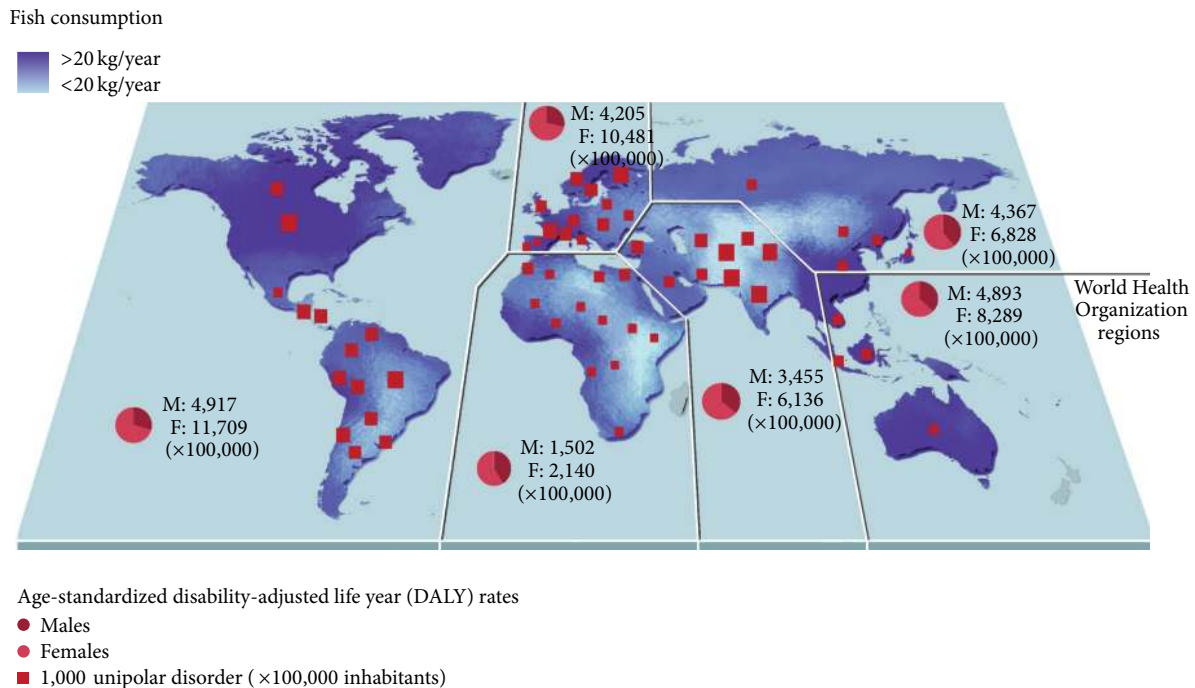 Fish consumption
>20 kg/year
<20 kg/year
M: 4,205
F: 10,481
(×100,000)
M: 4,367
F: 6,828
(×100,000)
World Health
Organization
regions
M: 4,893
F: 8,289
(×100,000)
M: 3,455
F: 6,136
(×100,000)
M: 4,917
F: 11,709
(×100,000)
M: 1,502
F: 2,140
(×100,000)
Age-standardized disability-adjusted life year (DALY) rates
Males
Females
1,000 unipolar disorder (×100,000 inhabitants)